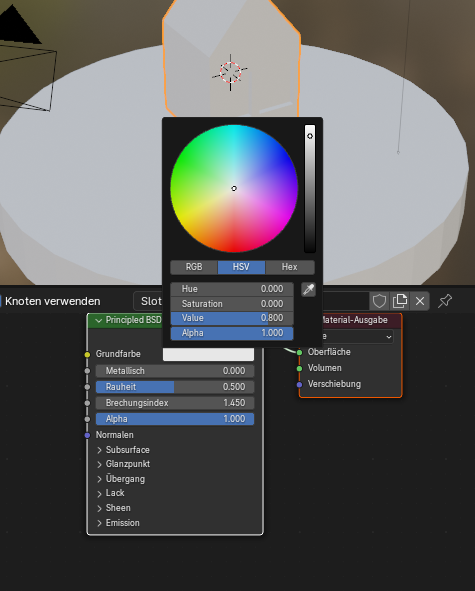 RGB HSV Hex
Hue 0.000
Saturation 0.000
Value 0,800
Alpha 1.000
Knoten verwenden Slot
Principled BSD
Material-Ausgabe
Grundfarbe
Oberfläche
Metallisch 0.000
Volumen
Rauheit 0.500
Verschiebung
Brechungsindex 1.450
Alpha 1.000
Normalen
Subsurface
Glanzpunkt
Übergang
Lack
Sheen
Emission